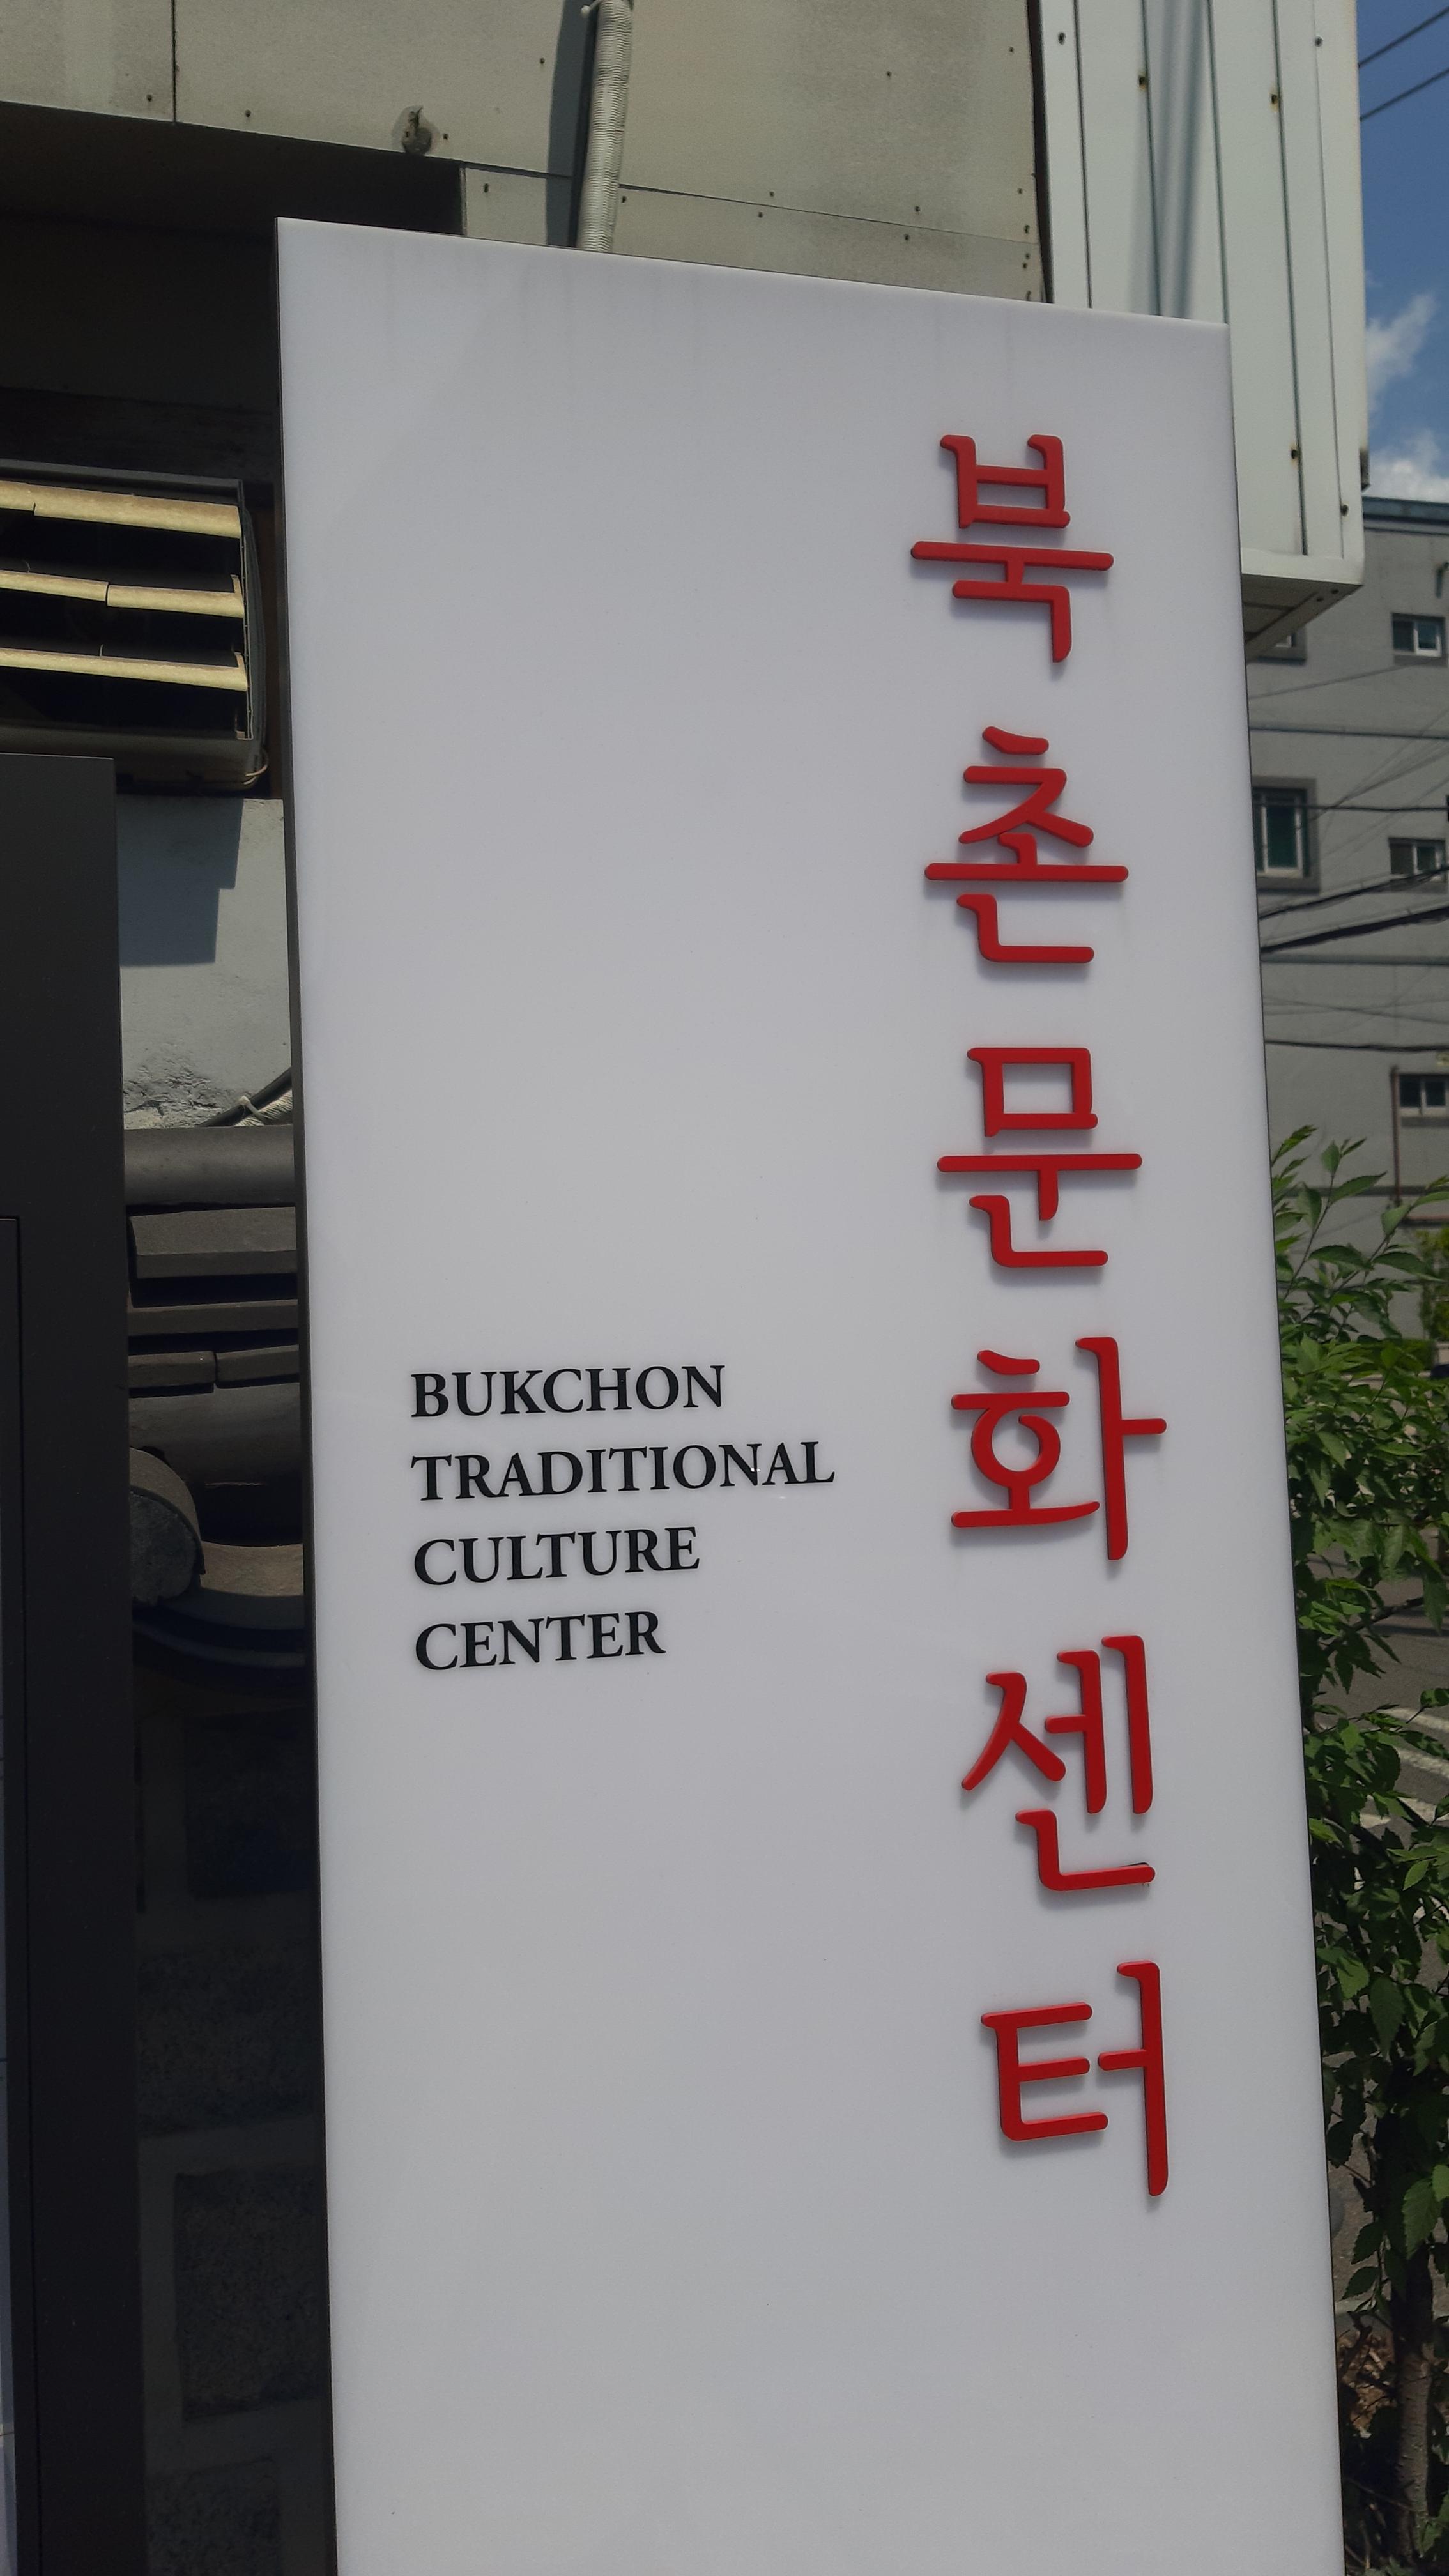 북촌문화센터
BUKCHON
TRADITIONAL
CULTURE
CENTER